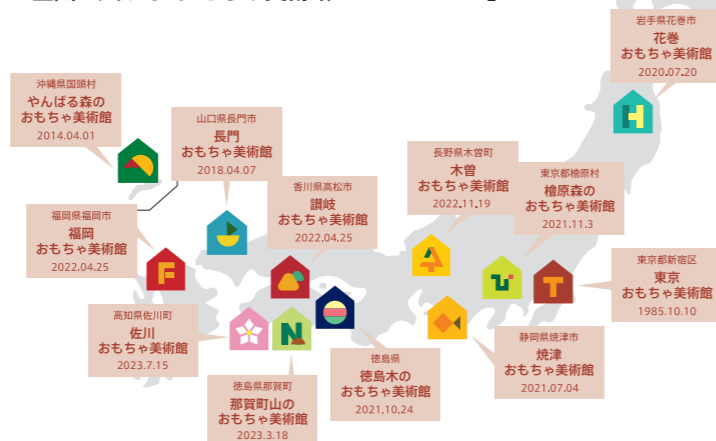 岩手県花巻市
花巻
おもちゃ美術館
2020.07.20
沖縄県国頭村
やんばる森の
おもちゃ美術館
2014.04.01
山口県長門市
長門
おもちゃ美術館
2018.04.07
長野県木曽町
木曽
おもちゃ美術館
2022.11.19
東京都檜原村
檜原森の
おもちゃ美術館
2021.11.3
香川県高松市
讃岐
おもちゃ美術館
2022.04.25
福岡県福岡市
福岡
おもちゃ美術館
2022.04.25
東京都新宿区
東京
おもちゃ美術館
1985.10.10
高知県佐川町
佐川
おもちゃ美術館
2023.7.15
静岡県焼津市
焼津
おもちゃ美術館
2021.07.04
徳島県
徳島木の
おもちゃ美術館
2021.10.24
徳島県那賀町
那賀町山の
おもちゃ美術館
2023.3.18
H
F
T
N